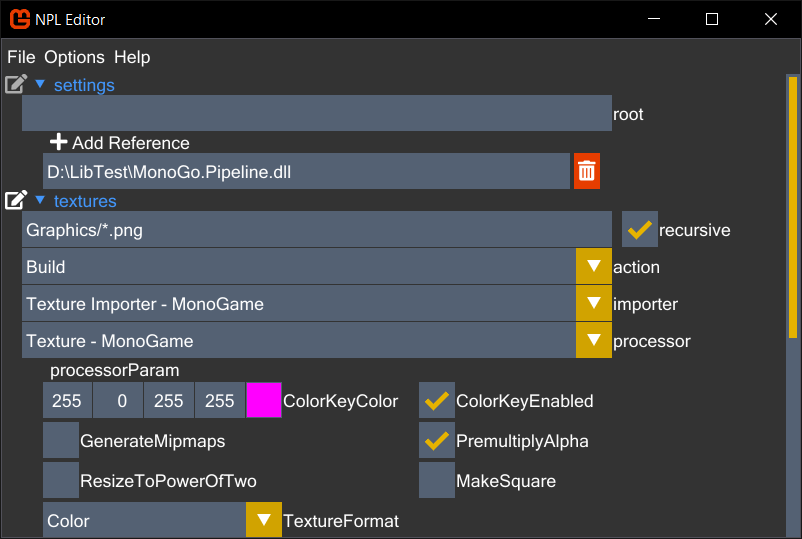 NPL Editor
File Options Help
settings
root
Add Reference
D:\LibTest\MonoGo.Pipeline.dll
textures
Graphics/*.png recursive
Build action
Texture Importer - MonoGame importer
Texture - MonoGame processor
processorParam
255 0 255 255 ColorKeyColor ColorKeyEnabled
GenerateMipmaps PremultiplyAlpha
ResizeToPowerOfTwo MakeSquare
Color TextureFormat